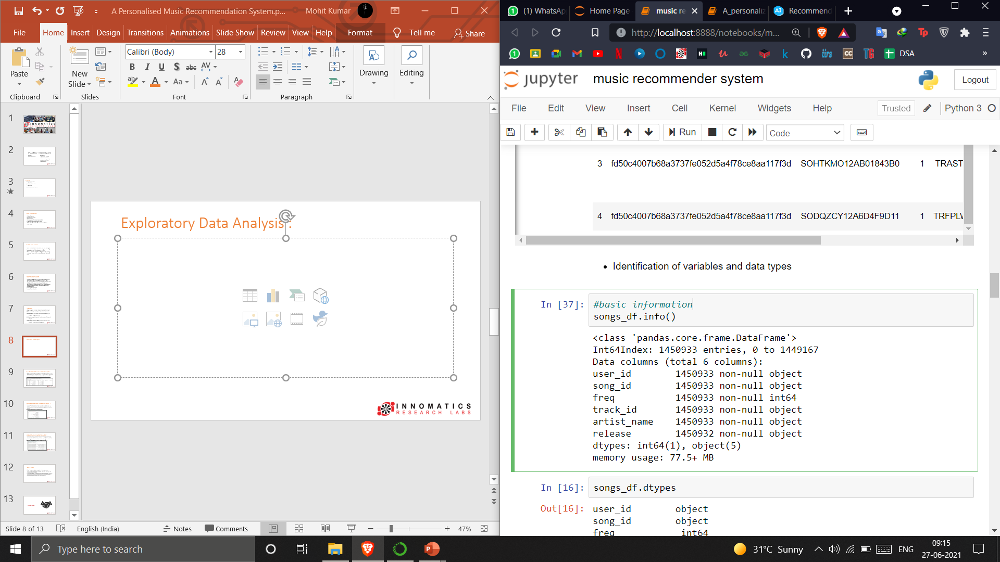 A Personalised Music Recommendation System.p...
Mohit Kumar
File
Home
Insert
Design
Transitions
Animations
Slide Show
Review
View
Help
Format
Tell me
Share
Paste
Clipboard
New
Slide
Slides
Calibri (Body)
28
B I U S abc AV
Aa
Font
Paragraph
Drawing
Editing
1
INNOMATICS
2
3
4
5
6
7
8
9
10
11
12
13
Exploratory Data Analysis :
INNOMATICS
RESEARCH LABS
Slide 8 of 13
English (India)
Notes
Comments
47%
(1) WhatsAp
Home Page
music re
A_personaliz
Recommend
http://localhost:8888/notebooks/m...
DSA
jupyter
music recommender system
Logout
File
Edit
View
Insert
Cell
Kernel
Widgets
Help
Trusted
Python 3
Run
Code
3 fd50c4007b68a3737fe052d5a4f78ce8aa117f3d SOHTKMO12AB01843B0 1 TRAST
4 fd50c4007b68a3737fe052d5a4f78ce8aa117f3d SODQZCY12A6D4F9D11 1 TRFPLW
• Identification of variables and data types
In [37]: #basic information
songs_df.info()
<class 'pandas.core.frame.DataFrame'>
Int64Index: 1450933 entries, 0 to 1449167
Data columns (total 6 columns):
user_id 1450933 non-null object
song_id 1450933 non-null object
freq 1450933 non-null int64
track_id 1450933 non-null object
artist_name 1450933 non-null object
release 1450932 non-null object
dtypes: int64(1), object(5)
memory usage: 77.5+ MB
In [16]: songs_df.dtypes
Out[16]: user_id object
song_id object
freq int64
Type here to search
31°C Sunny
ENG
09:15
27-06-2021